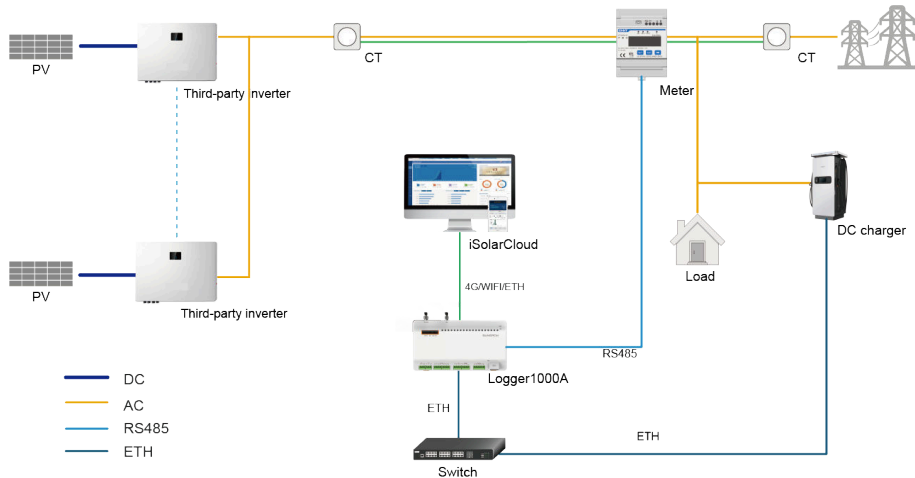 PV
Third-party inverter
CT
Meter
CT
iSolarCloud
4G/WIFI/ETH
Load
DC charger
PV
Third-party inverter
RS485
Logger1000A
DC
AC
RS485
ETH
ETH
ETH
Switch